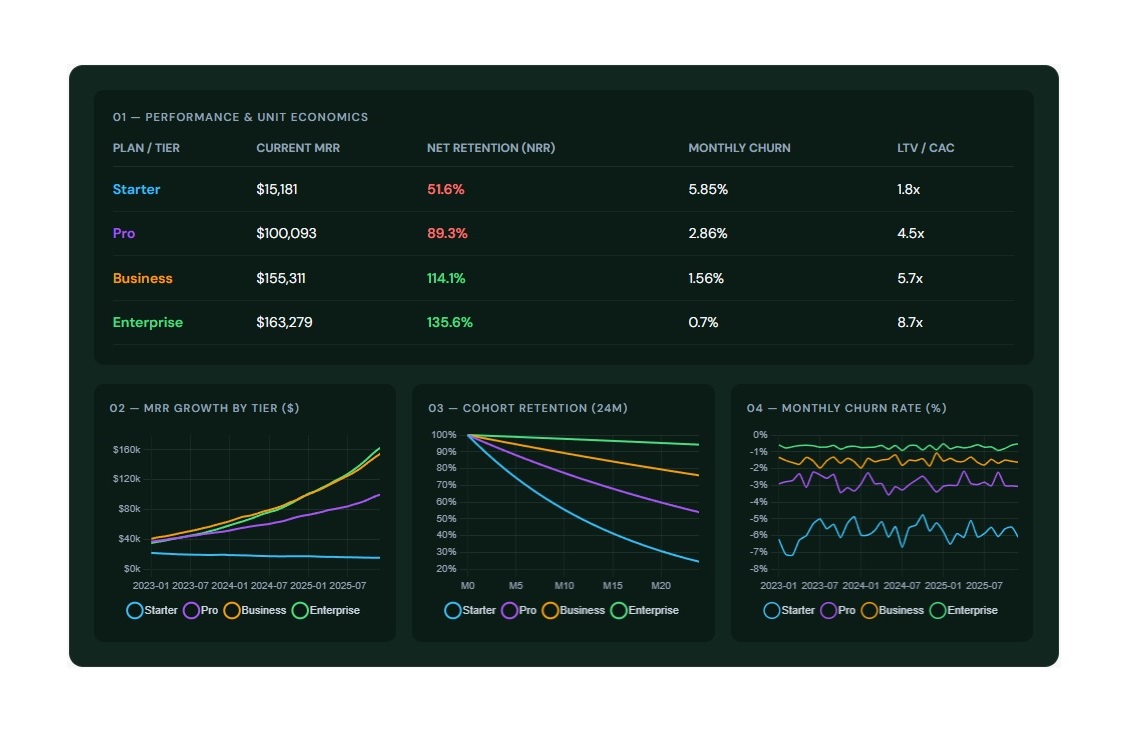 01 — PERFORMANCE & UNIT ECONOMICS
PLAN / TIER CURRENT MRR NET RETENTION (NRR) MONTHLY CHURN LTV / CAC
Starter $15,181 51.6% 5.85% 1.8x
Pro $100,093 89.3% 2.86% 4.5x
Business $155,311 114.1% 1.56% 5.7x
Enterprise $163,279 135.6% 0.7% 8.7x
02 — MRR GROWTH BY TIER ($)
$160k
$120k
$80k
$40k
$0k
2023-01 2023-07 2024-01 2024-07 2025-01 2025-07
Starter Pro Business Enterprise
03 — COHORT RETENTION (24M)
100%
90%
80%
70%
60%
50%
40%
30%
20%
M0 M5 M10 M15 M20
Starter Pro Business Enterprise
04 — MONTHLY CHURN RATE (%)
0%
-1%
-2%
-3%
-4%
-5%
-6%
-7%
-8%
2023-01 2023-07 2024-01 2024-07 2025-01 2025-07
Starter Pro Business Enterprise